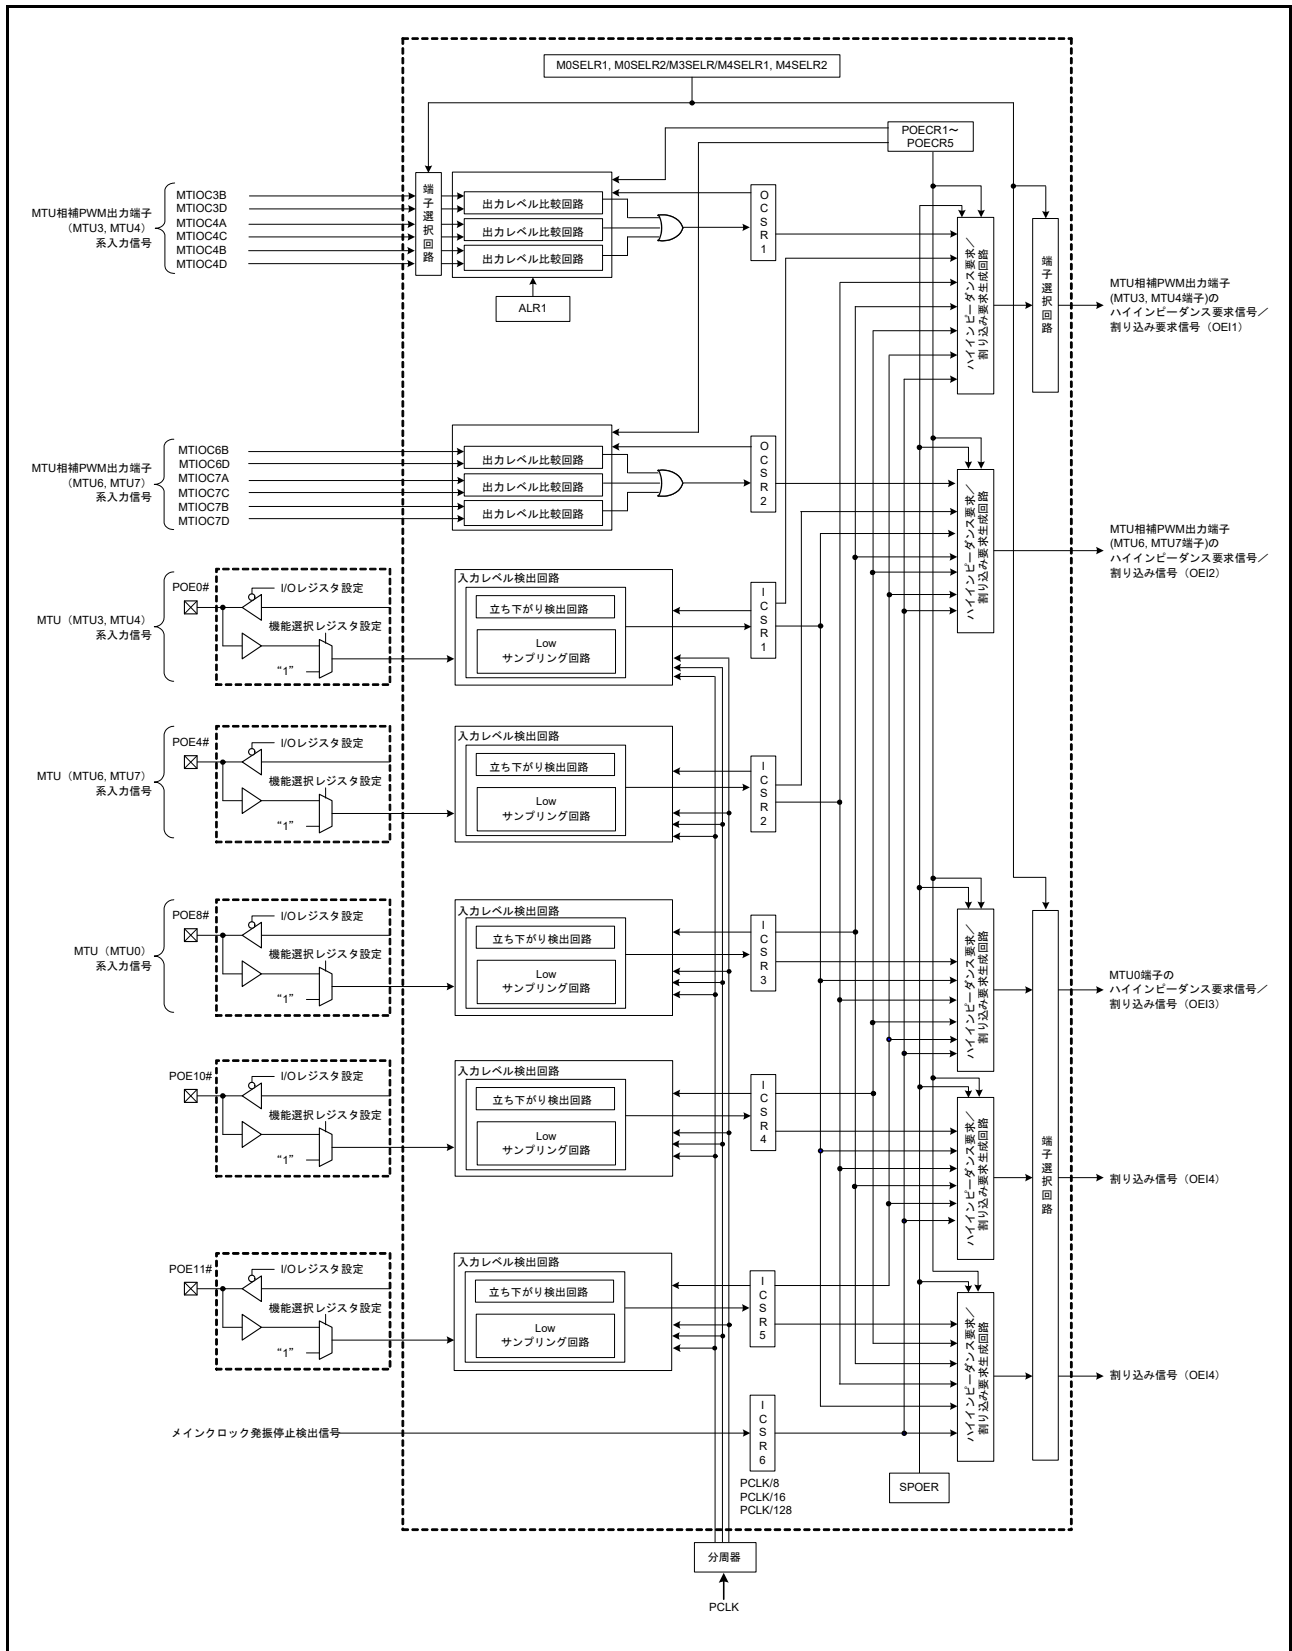 M0SELR1, M0SELR2/M3SELR/M4SELR1, M4SELR2
POECR1～
POECR5
MTU相補PWM出力端子
（MTU3, MTU4）
系入力信号
MTIOC3B
MTIOC3D
MTIOC4A
MTIOC4C
MTIOC4B
MTIOC4D
端子選択回路
出力レベル比較回路
出力レベル比較回路
出力レベル比較回路
ALR1
OCSR1
ハイインピーダンス要求／
割り込み要求生成回路
端子選択回路
MTU相補PWM出力端子
(MTU3, MTU4端子)の
ハイインピーダンス要求信号／
割り込み要求信号（OEI1）
MTU相補PWM出力端子
（MTU6, MTU7）
系入力信号
MTIOC6B
MTIOC6D
MTIOC7A
MTIOC7C
MTIOC7B
MTIOC7D
出力レベル比較回路
出力レベル比較回路
出力レベル比較回路
OCSR2
ハイインピーダンス要求／
割り込み要求生成回路
MTU相補PWM出力端子
(MTU6, MTU7端子)の
ハイインピーダンス要求信号／
割り込み信号（OEI2）
MTU（MTU3, MTU4）
系入力信号
POE0#
I/Oレジスタ設定
機能選択レジスタ設定
“1”
入力レベル検出回路
立ち下がり検出回路
Low
サンプリング回路
ICSR1
MTU（MTU6, MTU7）
系入力信号
POE4#
I/Oレジスタ設定
機能選択レジスタ設定
“1”
入力レベル検出回路
立ち下がり検出回路
Low
サンプリング回路
ICSR2
MTU（MTU0）
系入力信号
POE8#
I/Oレジスタ設定
機能選択レジスタ設定
“1”
入力レベル検出回路
立ち下がり検出回路
Low
サンプリング回路
ICSR3
ハイインピーダンス要求／
割り込み要求生成回路
MTU0端子の
ハイインピーダンス要求信号／
割り込み信号（OEI3）
POE10#
I/Oレジスタ設定
機能選択レジスタ設定
“1”
入力レベル検出回路
立ち下がり検出回路
Low
サンプリング回路
ICSR4
ハイインピーダンス要求／
割り込み要求生成回路
端子選択回路
割り込み信号（OEI4）
POE11#
I/Oレジスタ設定
機能選択レジスタ設定
“1”
入力レベル検出回路
立ち下がり検出回路
Low
サンプリング回路
ICSR5
ハイインピーダンス要求／
割り込み要求生成回路
割り込み信号（OEI4）
メインクロック発振停止検出信号
ICSR6
PCLK/8
PCLK/16
PCLK/128
SPOER
分周器
PCLK